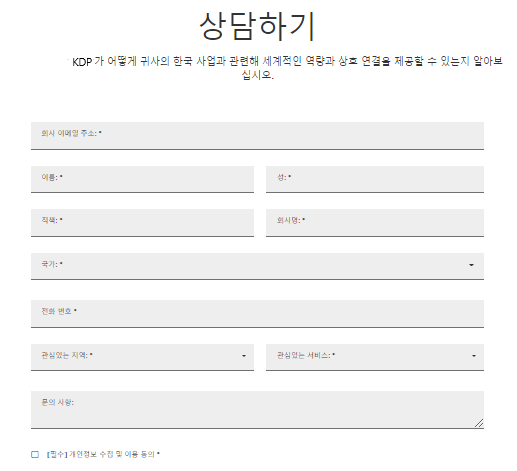 상담하기
KDP 가 어떻게 귀사의 한국 사업과 관련해 세계적인 역량과 상호 연결을 제공할 수 있는지 알아보
십시오.
회사 이메일 주소: *
이름: *
성: *
직책: *
회사명: *
국가: *
전화 번호 *
관심있는 지역: *
관심있는 서비스: *
문의 사항:
[필수] 개인정보 수집 및 이용 동의 *